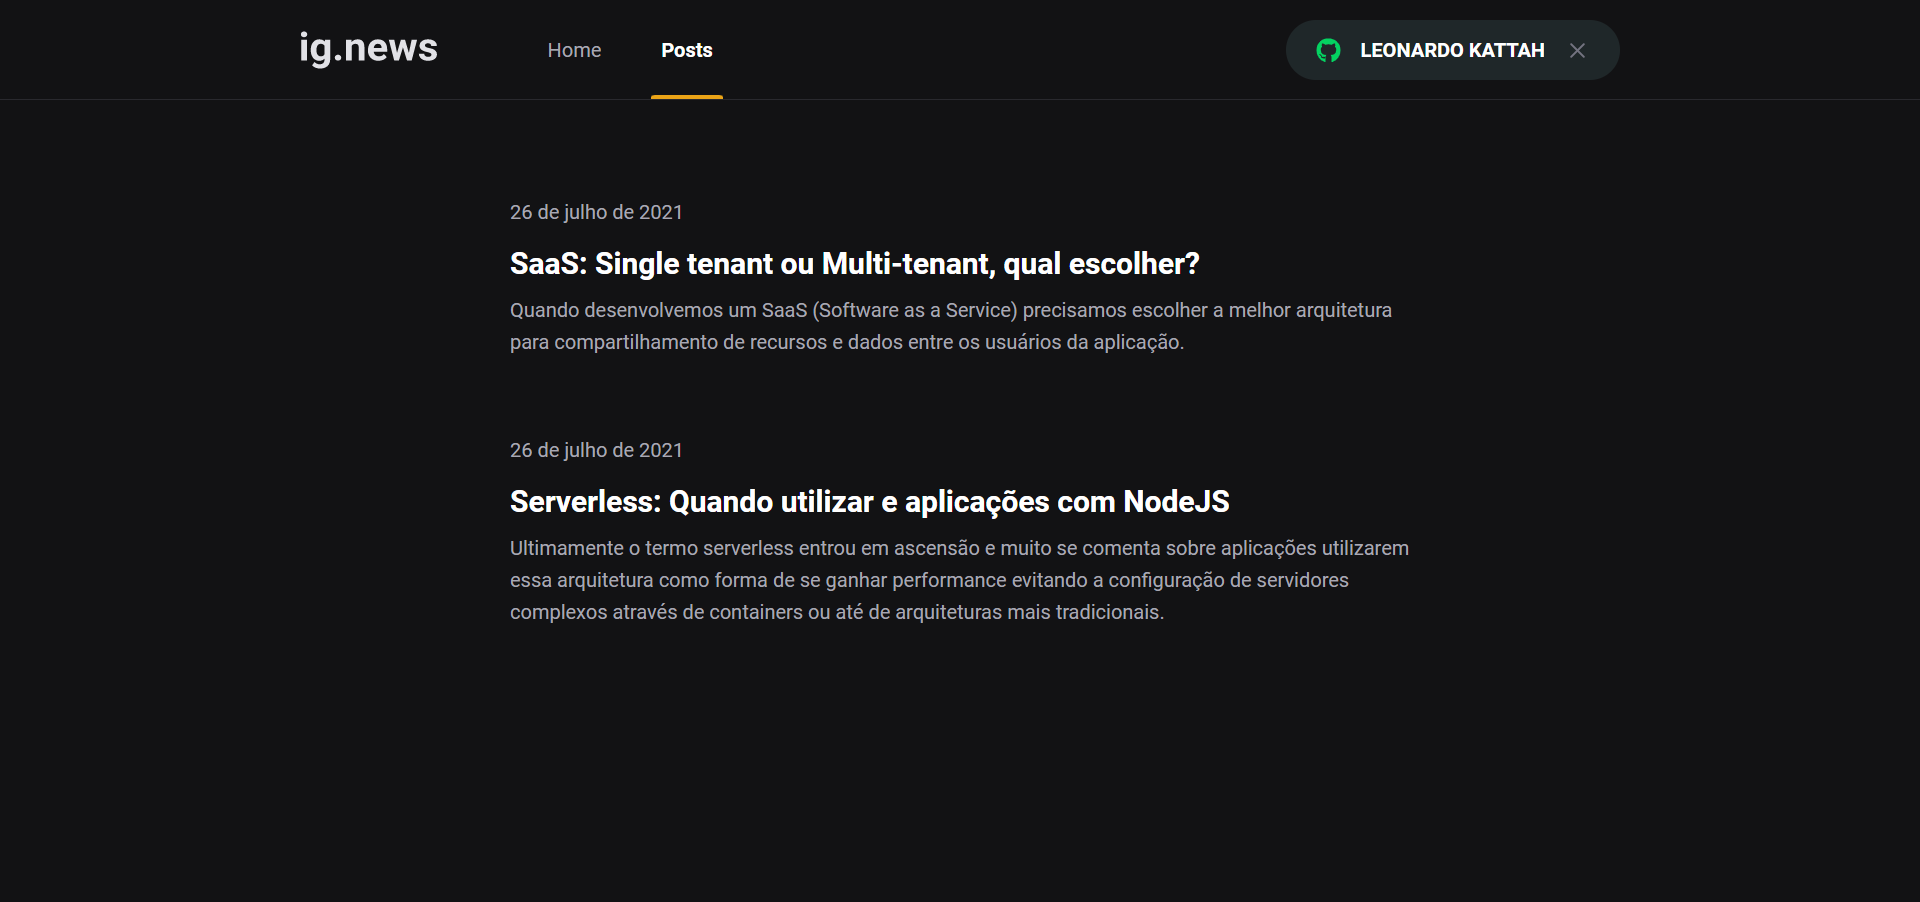 ig.news
Home
Posts
LEONARDO KATTAH
26 de julho de 2021
SaaS: Single tenant ou Multi-tenant, qual escolher?
Quando desenvolvemos um SaaS (Software as a Service) precisamos escolher a melhor arquitetura
para compartilhamento de recursos e dados entre os usuários da aplicação.
26 de julho de 2021
Serverless: Quando utilizar e aplicações com NodeJS
Ultimamente o termo serverless entrou em ascensão e muito se comenta sobre aplicações utilizarem
essa arquitetura como forma de se ganhar performance evitando a configuração de servidores
complexos através de containers ou até de arquiteturas mais tradicionais.